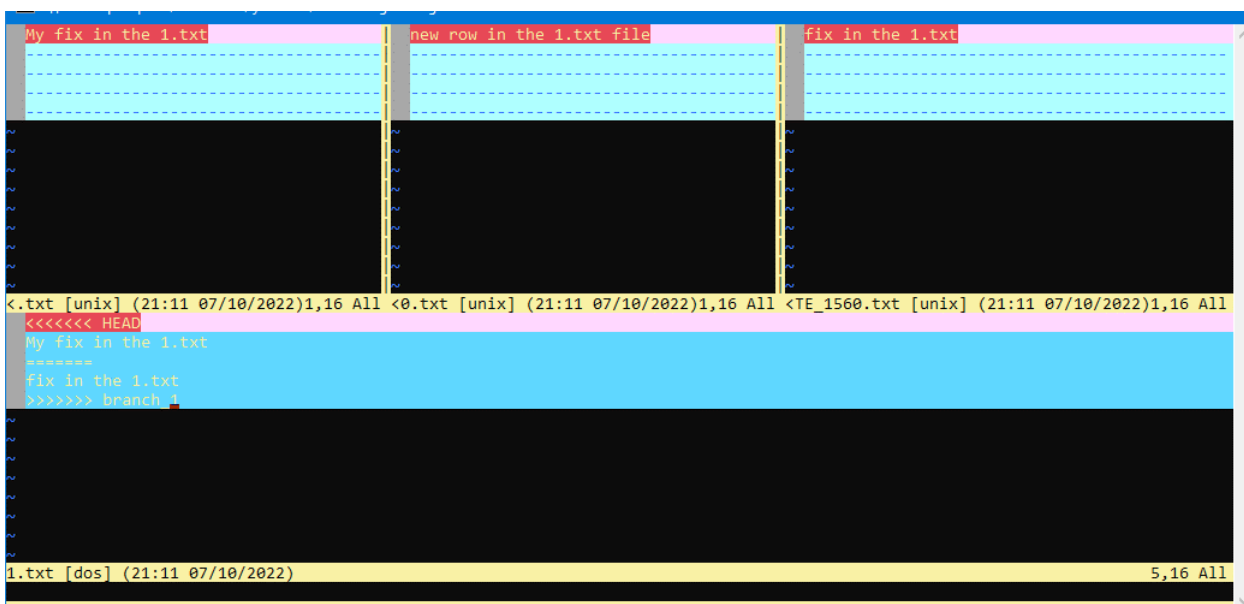 My fix in the 1.txt
new row in the 1.txt file
fix in the 1.txt
<.txt [unix] (21:11 07/10/2022)1,16 All <0.txt [unix] (21:11 07/10/2022)1,16 All <TE_1560.txt [unix] (21:11 07/10/2022)1,16 All
<<<<<<< HEAD
My fix in the 1.txt
=======
fix in the 1.txt
>>>>>>> branch_1
1.txt [dos] (21:11 07/10/2022) 5,16 All